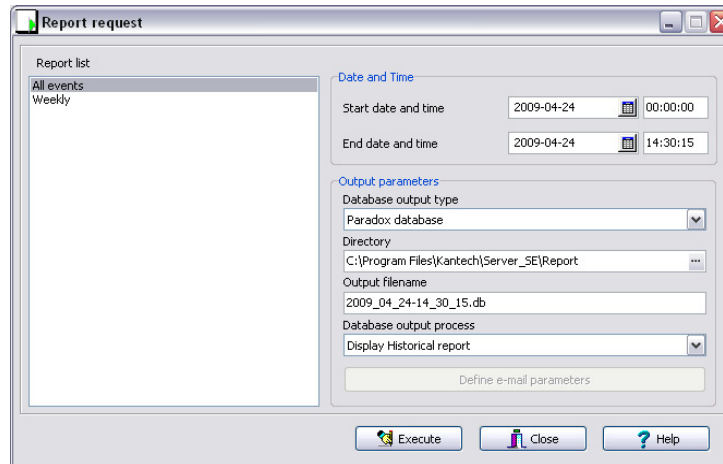 Report request
Report list
All events
Weekly
Date and Time
Start date and time 2009-04-24 00:00:00
End date and time 2009-04-24 14:30:15
Output parameters
Database output type
Paradox database
Directory
C:\Program Files\Kantech\Server_SE\Report ...
Output filename
2009_04_24-14_30_15.db
Database output process
Display Historical report
Define e-mail parameters
Execute Close ? Help